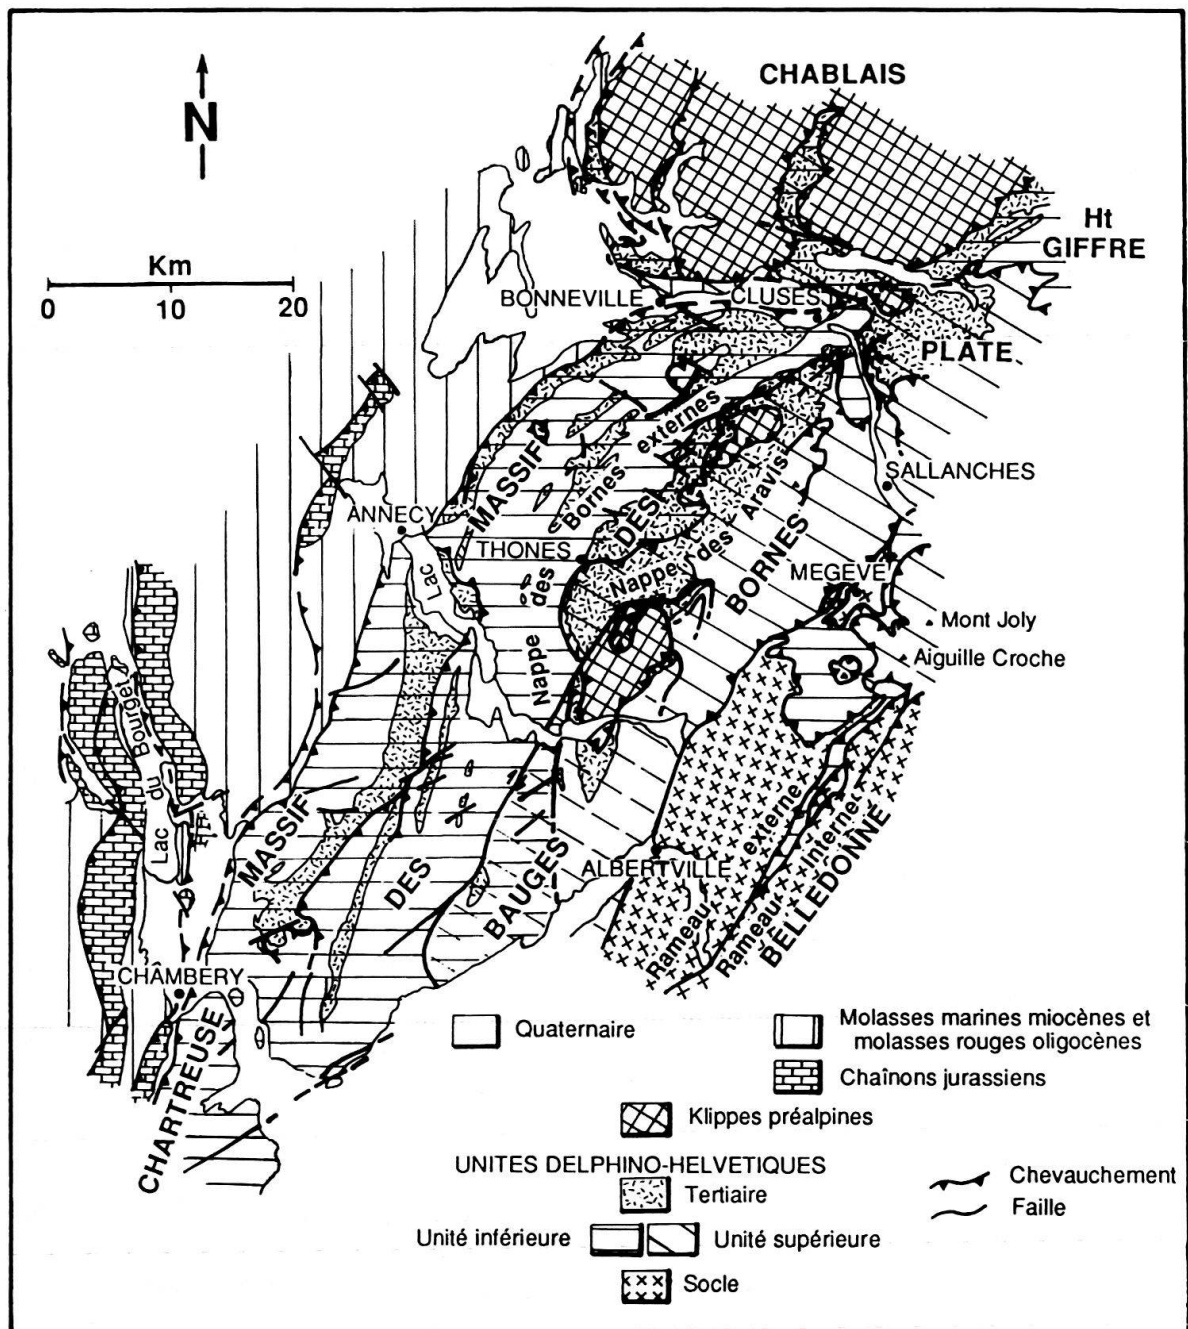 CHABLAIS
N
Ht
GIFFRE
Km
0 10 20
BONNEVILLE
CLUSES
PLATE
SALLANCHES
ANNECY
THONES
MEGEVE
Mont Joly
Aiguille Croche
MASSIF
DES
BORNES
Nappe des Bornes externes
Nappe des Aravis
Lac
Lac du Bourget
MASSIF
DES
BAUGES
ALBERTVILLE
Rameau externe
Rameau Interne
BELLEDONNE
CHAMBERY
CHARTREUSE
Quaternaire
Molasses marines miocènes et
molasses rouges oligocènes
Chaînons jurassiens
Klippes préalpines
UNITES DELPHINO-HELVETIQUES
Tertiaire
Chevauchement
Faille
Unité inférieure
Unité supérieure
Socle